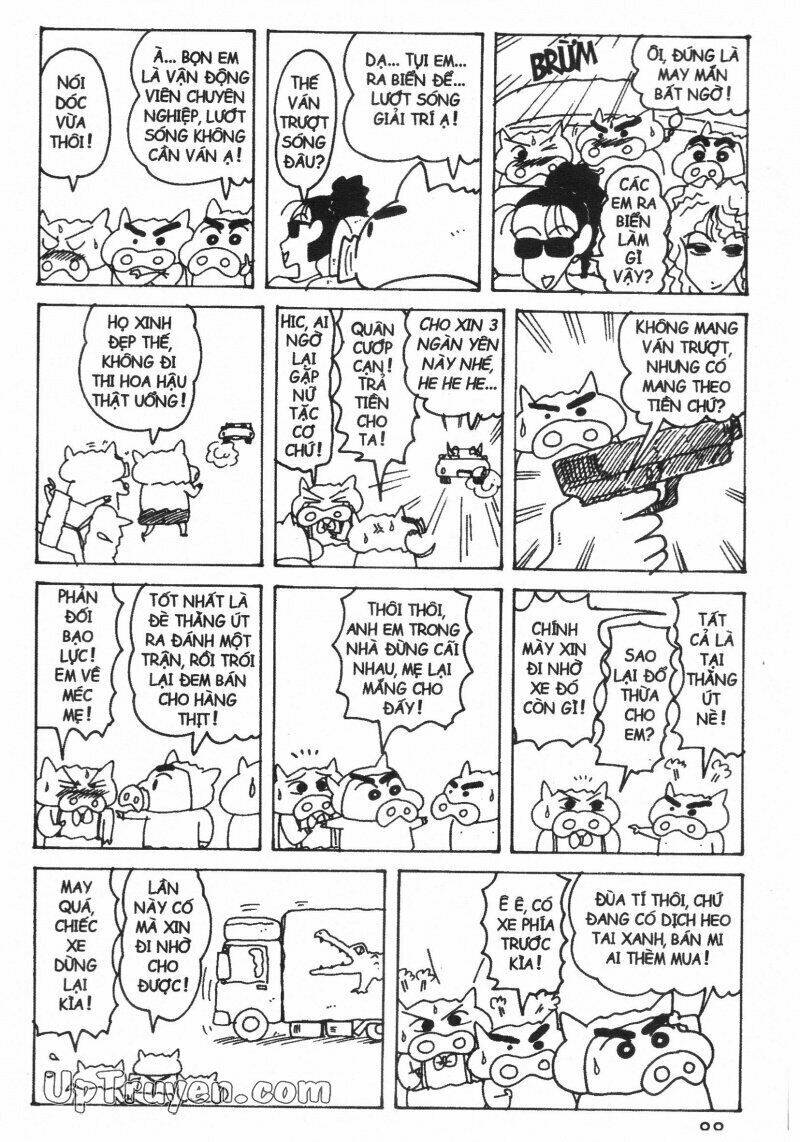 BRỪM
ÔI, ĐÚNG LÀ
MAY MẮN
BẤT NGỜ!
CÁC
EM RA
BIỂN
LÀM
GÌ
VẬY?
DẠ... TỤI EM...
RA BIỂN ĐỂ...
LƯỚT SÓNG
GIẢI TRÍ Ạ!
THẾ
VÁN
TRƯỢT
SÓNG
ĐÂU?
À... BỌN EM
LÀ VẬN ĐỘNG
VIÊN CHUYÊN
NGHIỆP, LƯỚT
SÓNG KHÔNG
CẦN VÁN Ạ!
NÓI
DÓC
VỪA
THÔI!
KHÔNG MANG
VÁN TRƯỢT,
NHƯNG CÓ
MANG THEO
TIỀN CHỨ?
CHO XIN 3
NGÀN YÊN
NÀY NHÉ,
HE HE HE...
QUÂN
CƯỚP
CẠN! TRẢ
TIỀN
CHO
TA!
HIC, AI
NGỜ
LẠI
GẶP
NỮ
TẶC
CƠ
CHỨ!
HỌ XINH
ĐẸP THẾ,
KHÔNG ĐI
THI HOA HẬU
THẬT UỔNG!
TẤT
CẢ LÀ
TẠI
THẰNG
ÚT
NÈ!
SAO
LẠI ĐỔ
THỪA
CHO
EM?
CHÍNH
MÀY XIN
ĐI NHỜ
XE ĐÓ
CÒN GÌ!
THÔI THÔI,
ANH EM TRONG
NHÀ ĐỪNG CÃI
NHAU, MẸ LẠI
MẮNG CHO
ĐẤY!
TỐT NHẤT LÀ
ĐÈ THẰNG ÚT
RA ĐÁNH MỘT
TRẬN, RỒI TRÓI
LẠI ĐEM BÁN
CHO HÀNG
THỊT!
PHẢN
ĐỐI
BẠO
LỰC!
EM VỀ
MÉC
MẸ!
ĐÙA TÍ THÔI, CHỨ
ĐANG CÓ DỊCH HEO
TAI XANH, BÁN MI
AI THÈM MUA!
Ê Ê, CÓ
XE PHÍA
TRƯỚC
KÌA!
LẦN
NÀY CÓ
MÀ XIN
ĐI NHỜ
CHO
ĐƯỢC!
MAY
QUÁ,
CHIẾC
XE
DỪNG
LẠI
KÌA!
UpTruyen.com